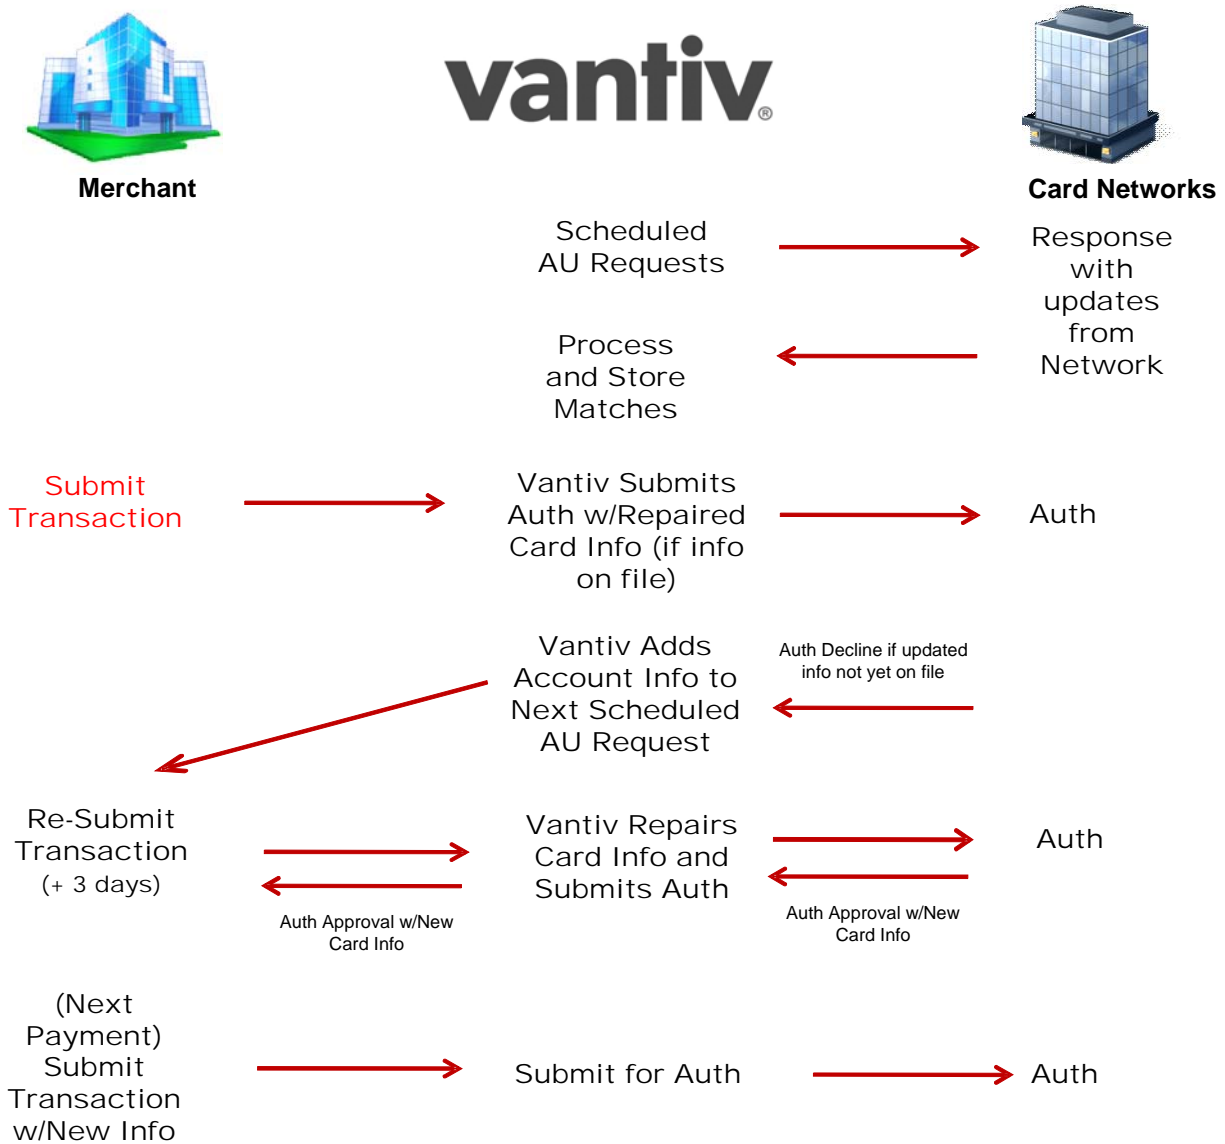 vantiv®
Merchant
Card Networks
Scheduled
AU Requests
Response
with
updates
from
Network
Process
and Store
Matches
Submit
Transaction
Vantiv Submits
Auth w/Repaired
Card Info (if info
on file)
Auth
Vantiv Adds
Account Info to
Next Scheduled
AU Request
Auth Decline if updated
info not yet on file
Re-Submit
Transaction
(+ 3 days)
Auth Approval w/New
Card Info
Vantiv Repairs
Card Info and
Submits Auth
Auth Approval w/New
Card Info
Auth
(Next
Payment)
Submit
Transaction
w/New Info
Submit for Auth
Auth